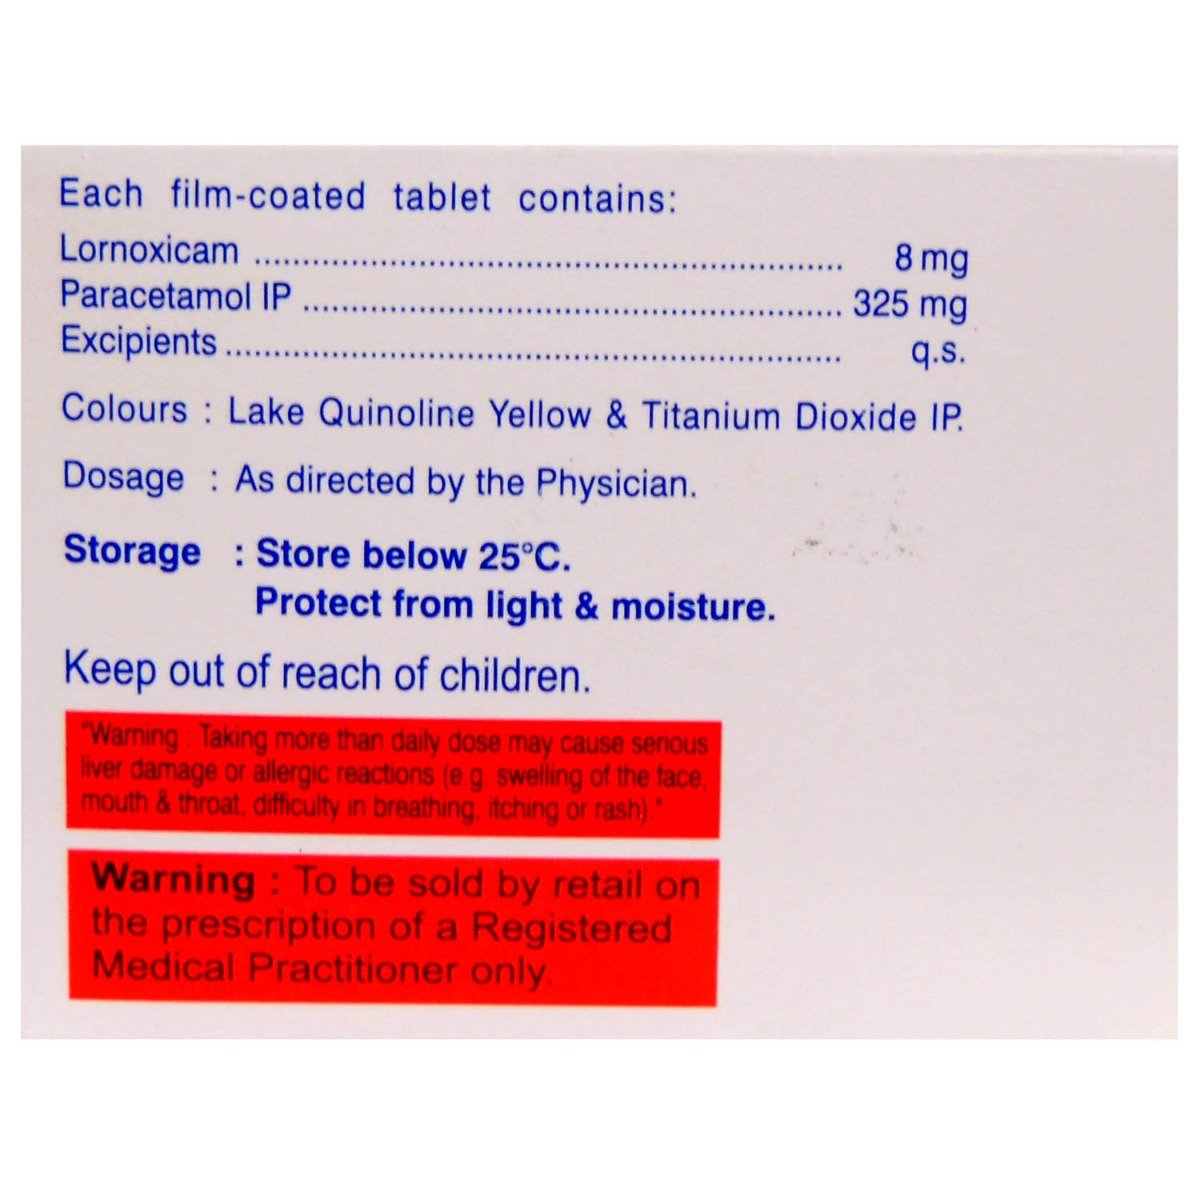 Each film-coated tablet contains:
Lornoxicam ............................................................. 8 mg
Paracetamol IP ........................................................ 325 mg
Excipients ................................................................ q.s.
Colours : Lake Quinoline Yellow & Titanium Dioxide IP.
Dosage : As directed by the Physician.
Storage : Store below 25°C.
Protect from light & moisture.
Keep out of reach of children.
"Warning : Taking more than daily dose may cause serious
liver damage or allergic reactions (e.g. swelling of the face,
mouth & throat, difficulty in breathing, itching or rash)."
Warning : To be sold by retail on
the prescription of a Registered
Medical Practitioner only.